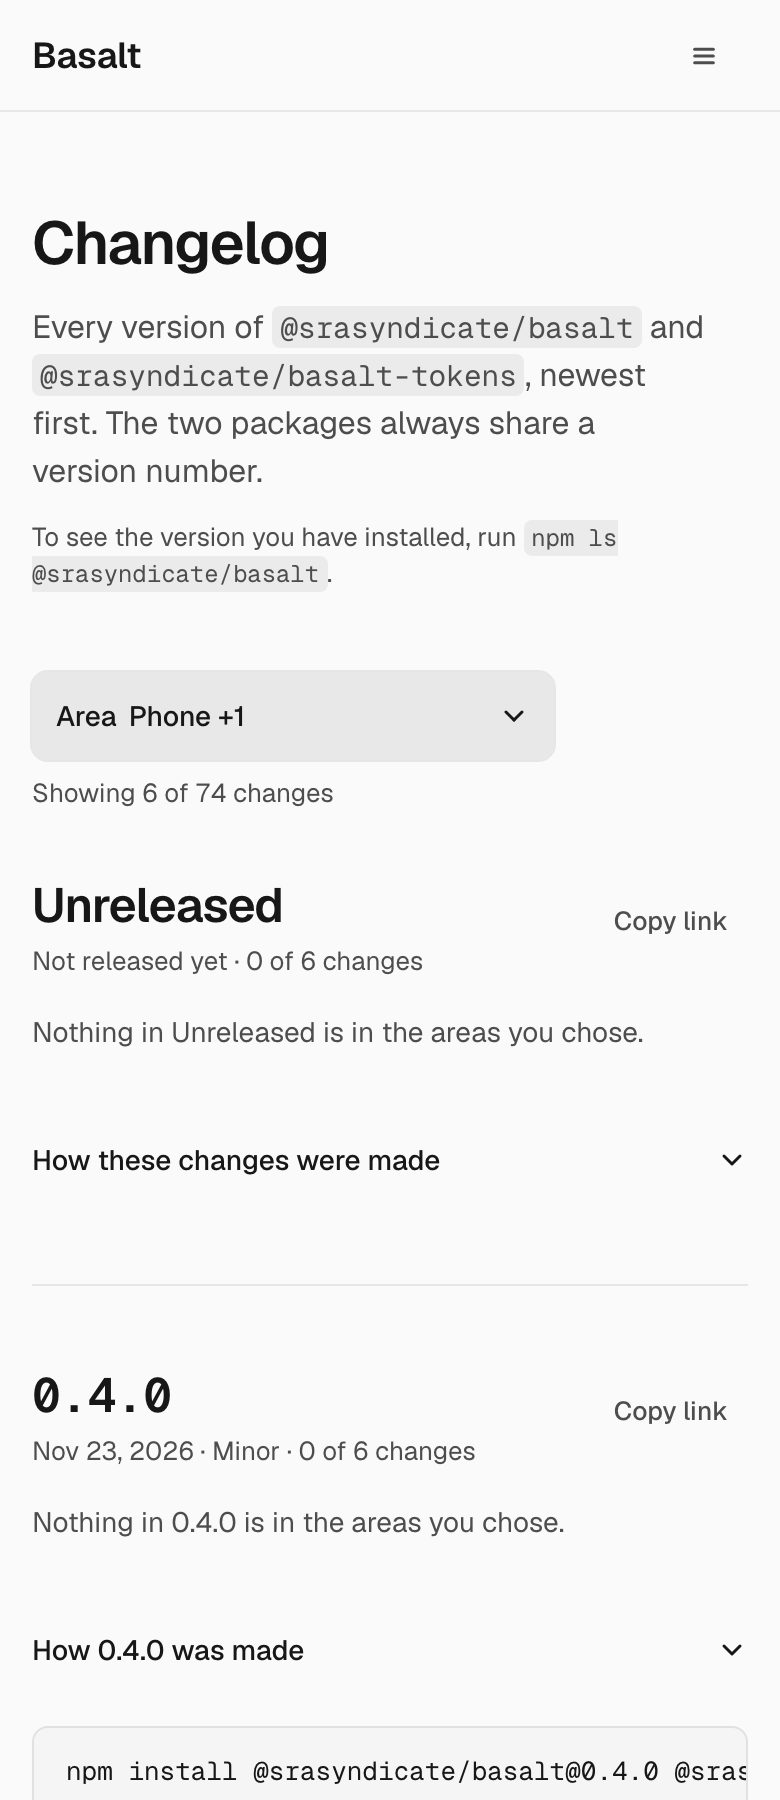 Basalt
Changelog
Every version of @srasyndicate/basalt and
@srasyndicate/basalt-tokens, newest
first. The two packages always share a
version number.
To see the version you have installed, run npm ls
@srasyndicate/basalt.
Area Phone +1
Showing 6 of 74 changes
Unreleased
Copy link
Not released yet · 0 of 6 changes
Nothing in Unreleased is in the areas you chose.
How these changes were made
0.4.0
Copy link
Nov 23, 2026 · Minor · 0 of 6 changes
Nothing in 0.4.0 is in the areas you chose.
How 0.4.0 was made
npm install @srasyndicate/basalt@0.4.0 @sras